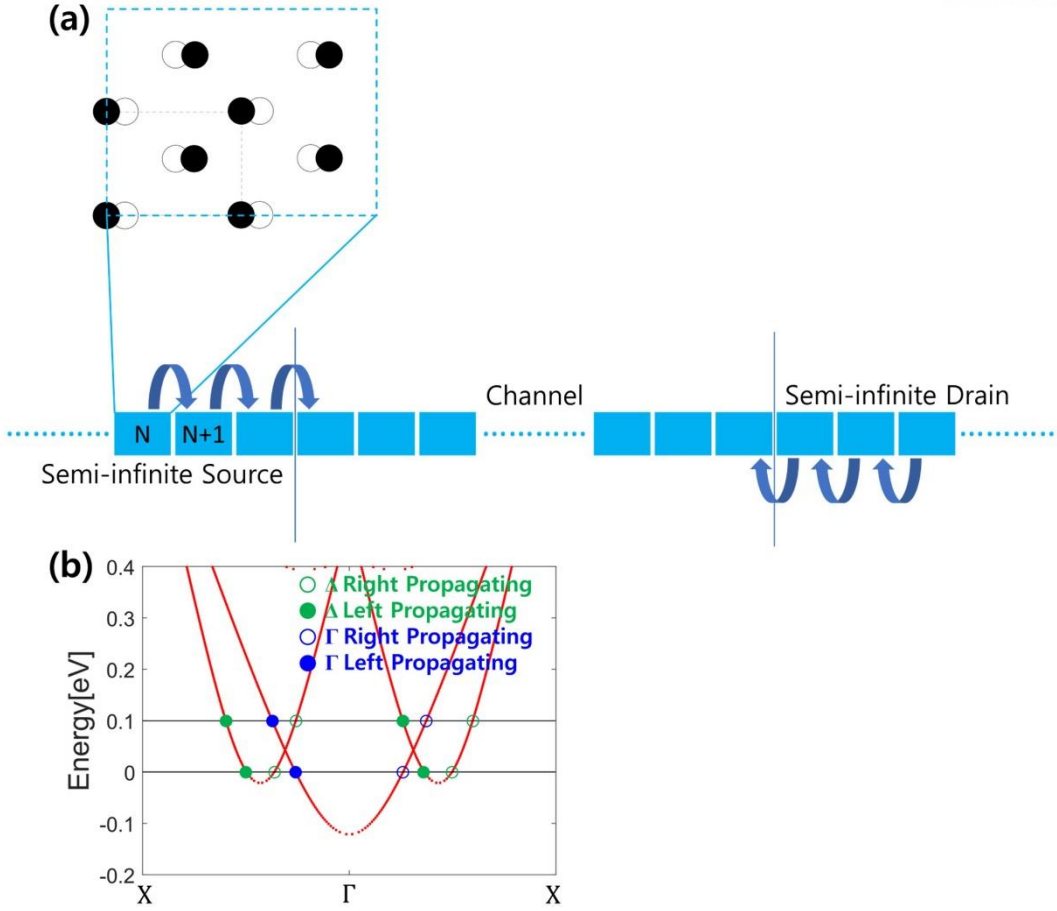 (a)
Channel
Semi-infinite Drain
N
N+1
Semi-infinite Source
(b)
0.4
Δ Right Propagating
Δ Left Propagating
0.3
Γ Right Propagating
Γ Left Propagating
0.2
Energy[eV]
0.1
0
-0.1
-0.2
X
Γ
X